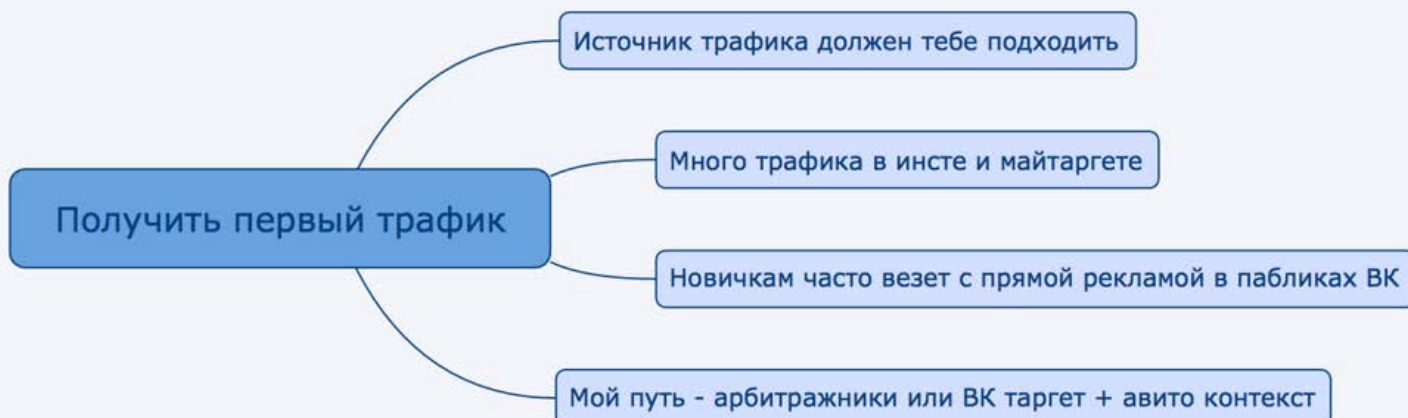 Источник трафика должен тебе подходить
Много трафика в инсте и майтаргете
Получить первый трафик
Новичкам часто везет с прямой рекламой в пабликах ВК
Мой путь - арбитражники или ВК таргет + авито контекст